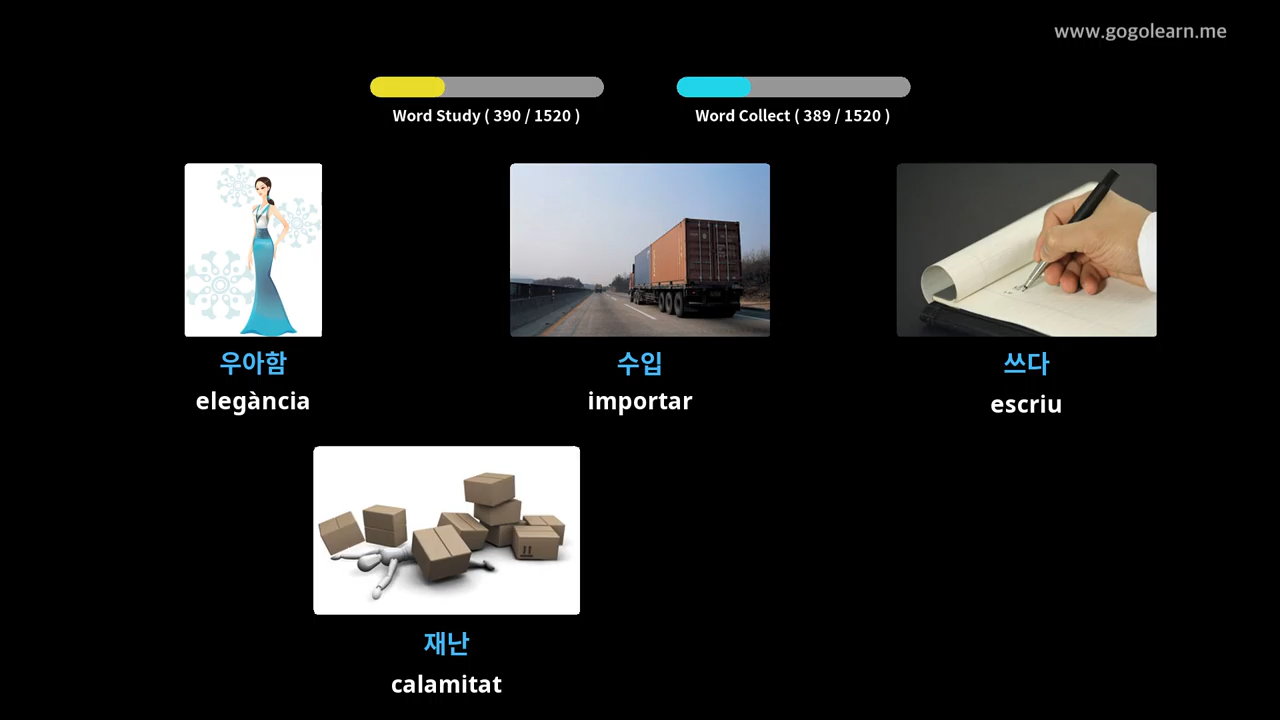 www.gogolearn.me
Word Study ( 390 / 1520 )
Word Collect ( 389 / 1520 )
우아함
elegància
수입
importar
쓰다
escriu
재난
calamitat